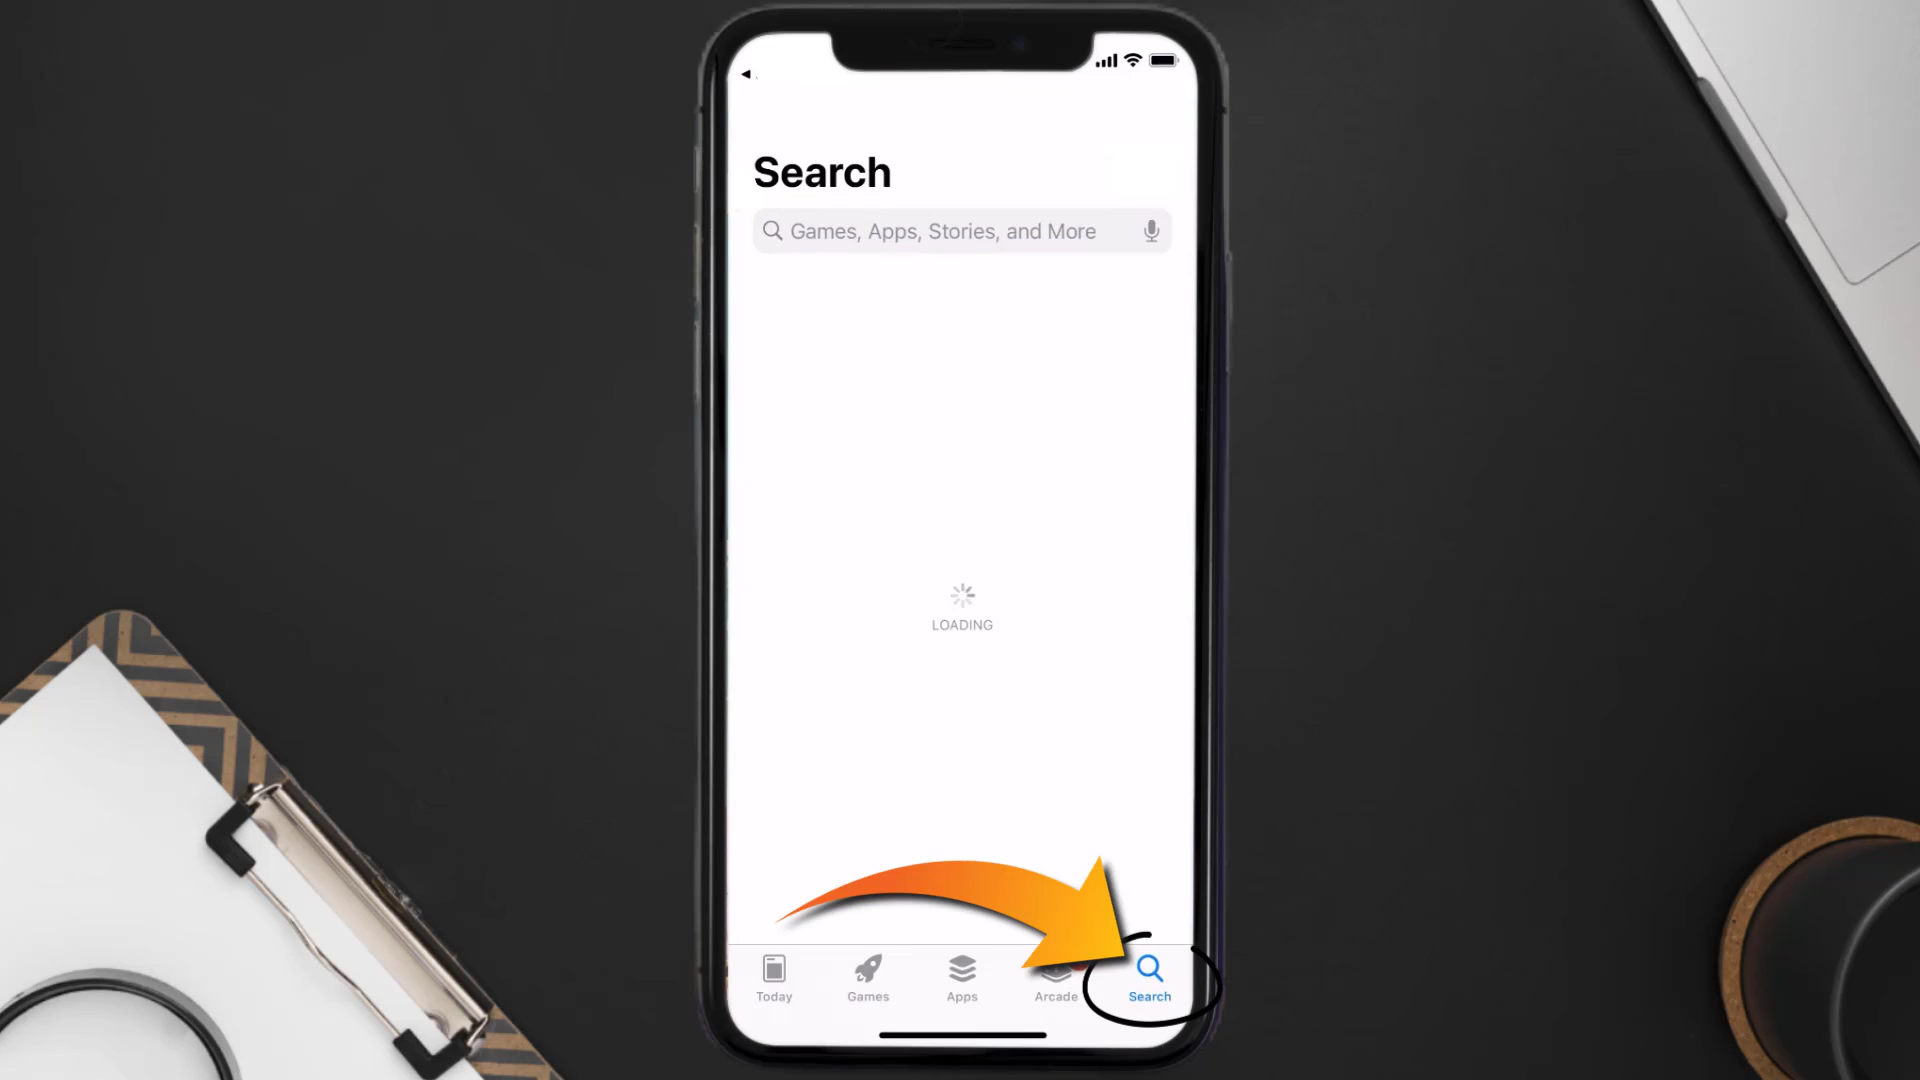 Search
Games, Apps, Stories, and More
LOADING
Today
Games
Apps
Arcade
Search